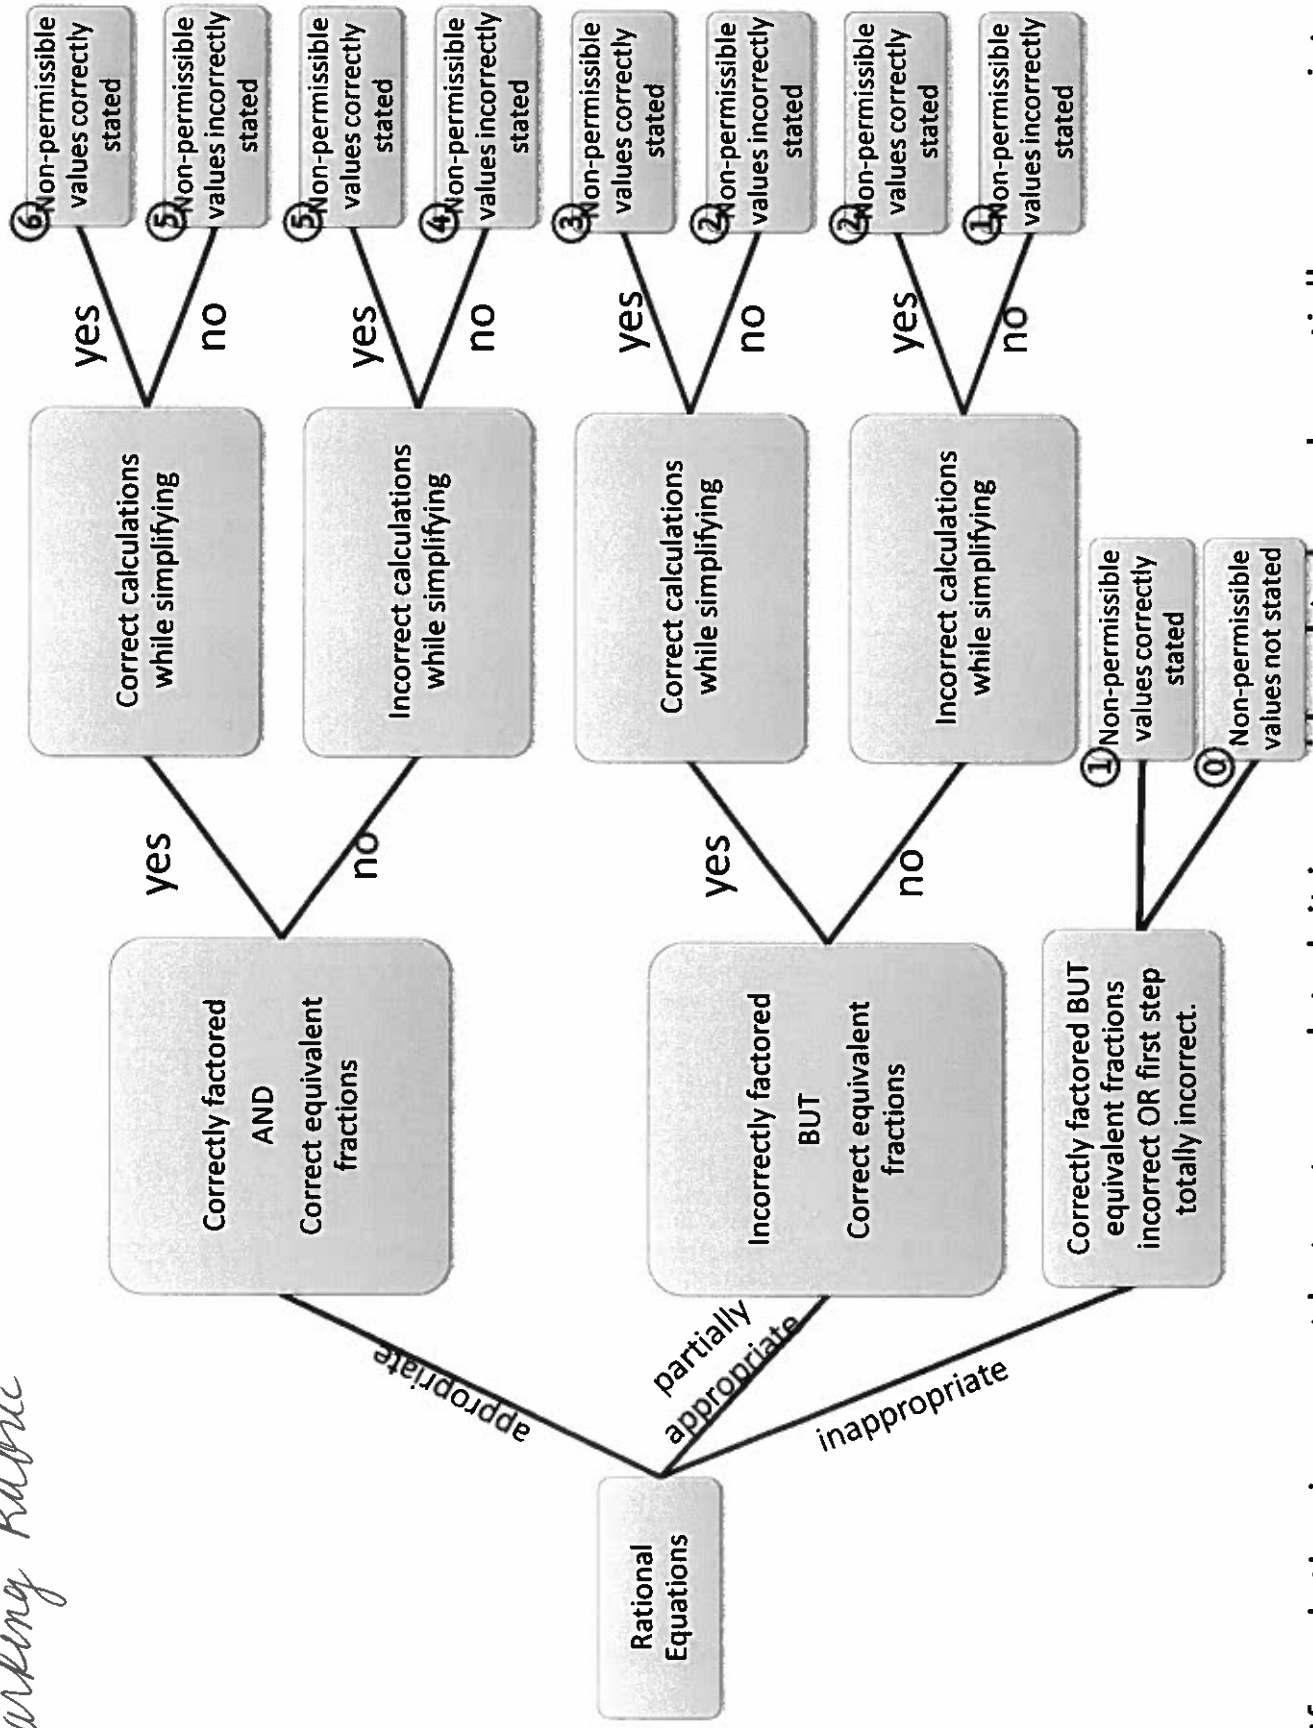 Rational
Equations
appropriate
partially
appropriate
inappropriate
Correctly factored
AND
Correct equivalent
fractions
yes
no
Correct calculations
while simplifying
yes
no
⑥ Non-permissible
values correctly
stated
⑤ Non-permissible
values incorrectly
stated
Incorrect calculations
while simplifying
yes
no
⑤ Non-permissible
values correctly
stated
④ Non-permissible
values incorrectly
stated
Incorrectly factored
BUT
Correct equivalent
fractions
yes
no
Correct calculations
while simplifying
yes
no
③ Non-permissible
values correctly
stated
② Non-permissible
values incorrectly
stated
Incorrect calculations
while simplifying
yes
no
② Non-permissible
values correctly
stated
① Non-permissible
values incorrectly
stated
Correctly factored BUT
equivalent fractions
incorrect OR first step
totally incorrect.
① Non-permissible
values correctly
stated
⓪ Non-permissible
values not stated